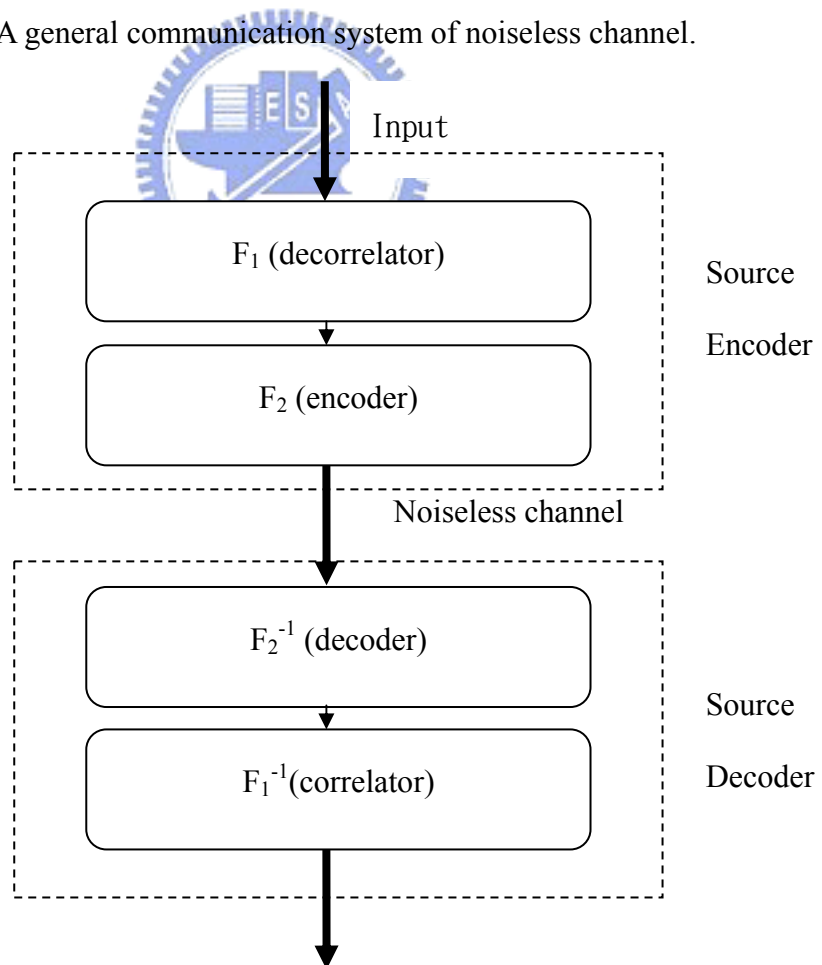 A general communication system of noiseless channel.
E S
Input
F₁ (decorrelator)
Source
Encoder
F₂ (encoder)
Noiseless channel
F₂⁻¹ (decoder)
Source
Decoder
F₁⁻¹(correlator)